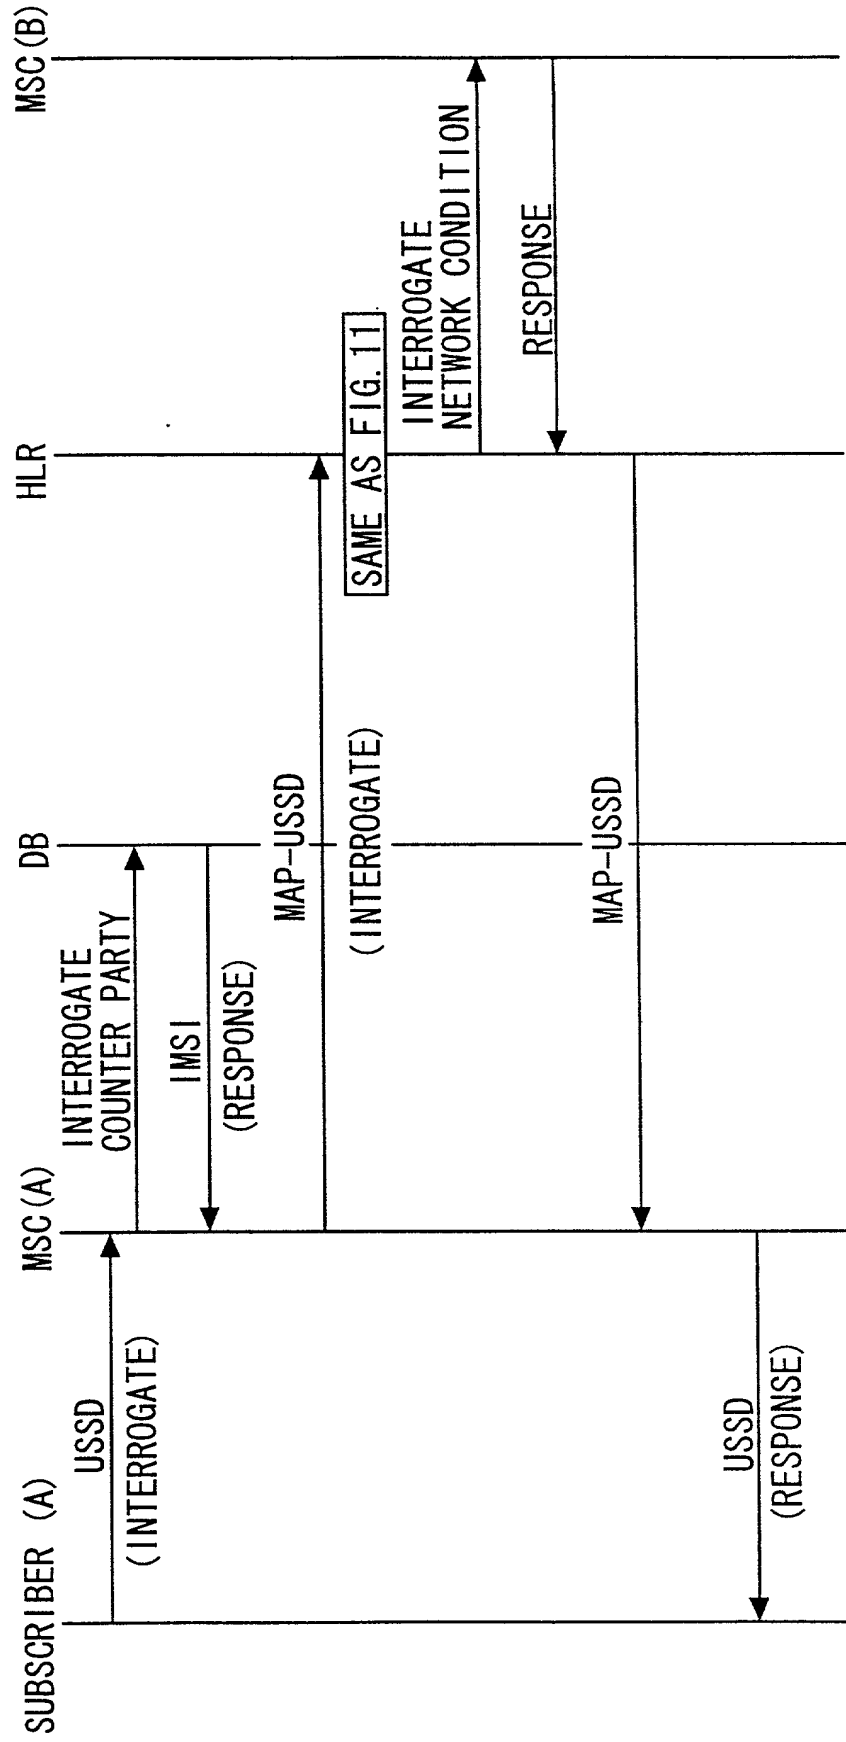 SUBSCRIBER (A)
MSC(A)
DB
HLR
MSC(B)
USSD
(INTERROGATE)
INTERROGATE
COUNTER PARTY
IMSI
(RESPONSE)
MAP-USSD
(INTERROGATE)
SAME AS FIG.11
INTERROGATE
NETWORK CONDITION
RESPONSE
MAP-USSD
USSD
(RESPONSE)